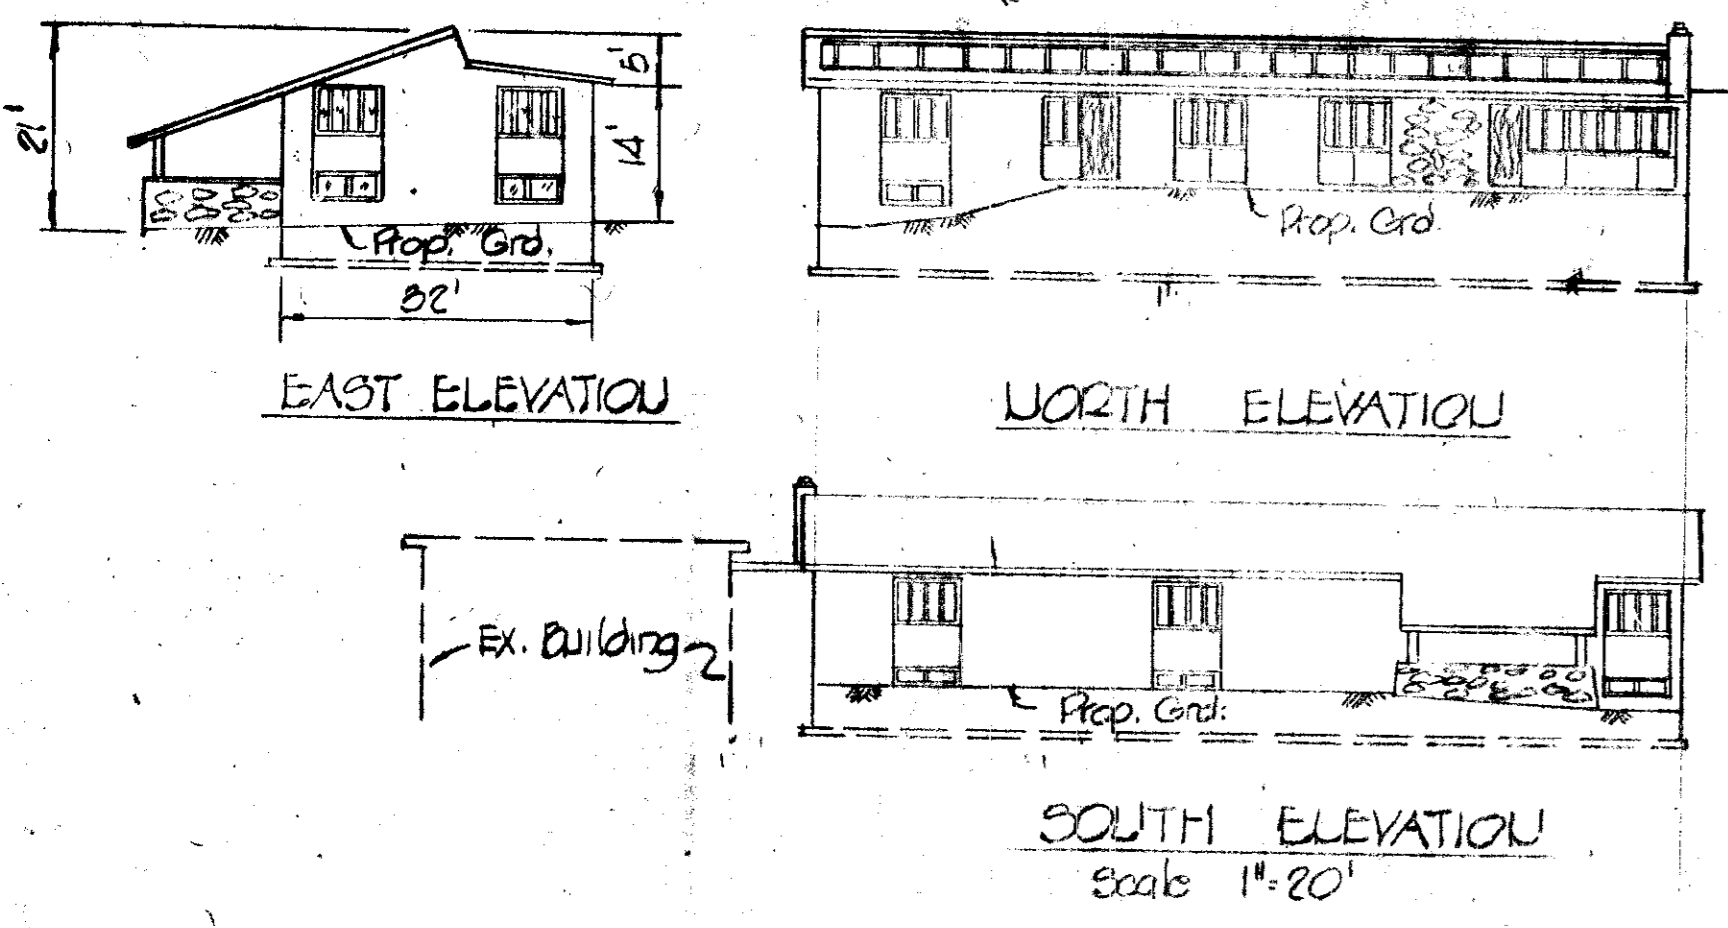 21'
5'
14'
Prop. Grd.
32'
EAST ELEVATION
Prop. Grd.
1"
NORTH ELEVATION
Ex. Building
Prop. Grd.
SOUTH ELEVATION
Scale 1"=20'